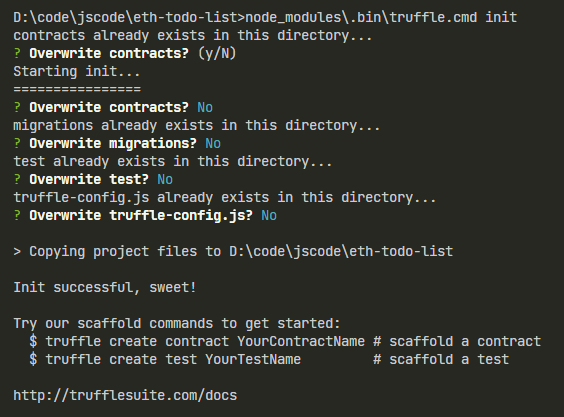 D:\code\jscode\eth-todo-list>node_modules\.bin\truffle.cmd init
contracts already exists in this directory...
? Overwrite contracts? (y/N)
Starting init...
================
? Overwrite contracts? No
migrations already exists in this directory...
? Overwrite migrations? No
test already exists in this directory...
? Overwrite test? No
truffle-config.js already exists in this directory...
? Overwrite truffle-config.js? No
> Copying project files to D:\code\jscode\eth-todo-list
Init successful, sweet!
Try our scaffold commands to get started:
$ truffle create contract YourContractName # scaffold a contract
$ truffle create test YourTestName # scaffold a test
http://trufflesuite.com/docs